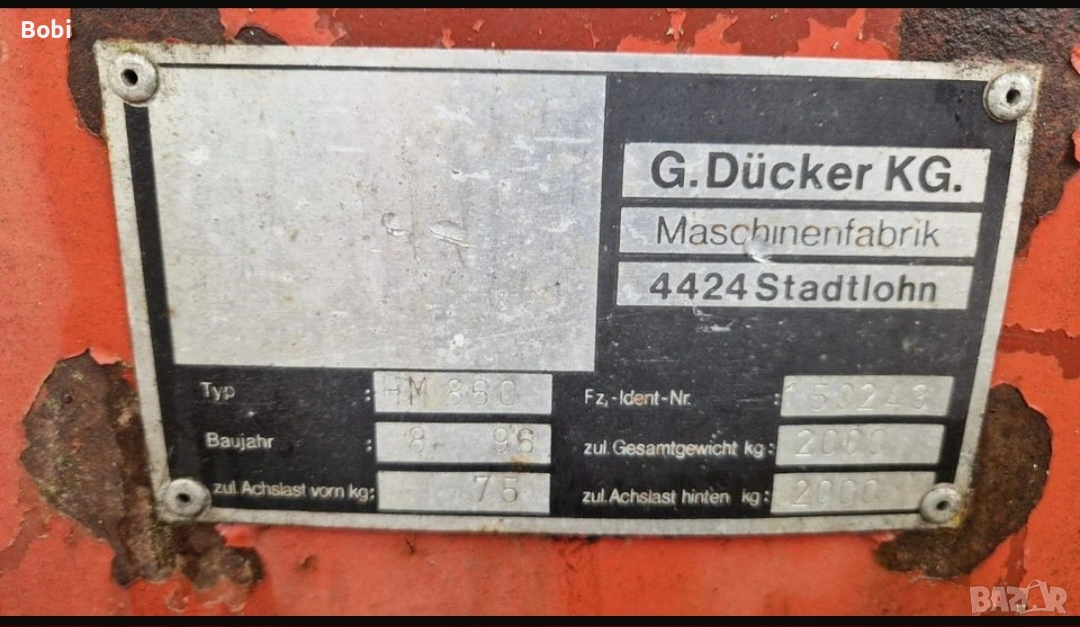 Bobi
G.Dücker KG.
Maschinenfabrik
4424 Stadtlohn
Typ : HM 880
Fz.-Ident-Nr. : 150243
Baujahr : 8 96
zul. Gesamtgewicht kg : 2000
zul. Achslast vorn kg : 75
zul. Achslast hinten kg : 2000
BAZAR